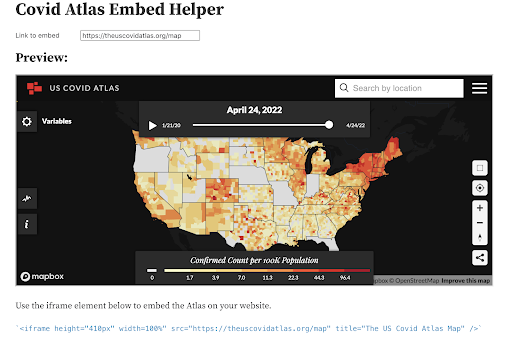 Covid Atlas Embed Helper
Link to embed https://theuscovidatlas.org/map
Preview:
US COVID ATLAS Search by location
April 24, 2022
Variables
1/21/20 4/24/22
Confirmed Count per 100K Population
0 1.7 3.9 7.1 11.3 22.3 44.3 96.4
mapbox
pbox © OpenStreetMap Improve this map
Use the iframe element below to embed the Atlas on your website.
`<iframe height="410px" width=100%" src="https://theuscovidatlas.org/map" title="The US Covid Atlas Map" />`